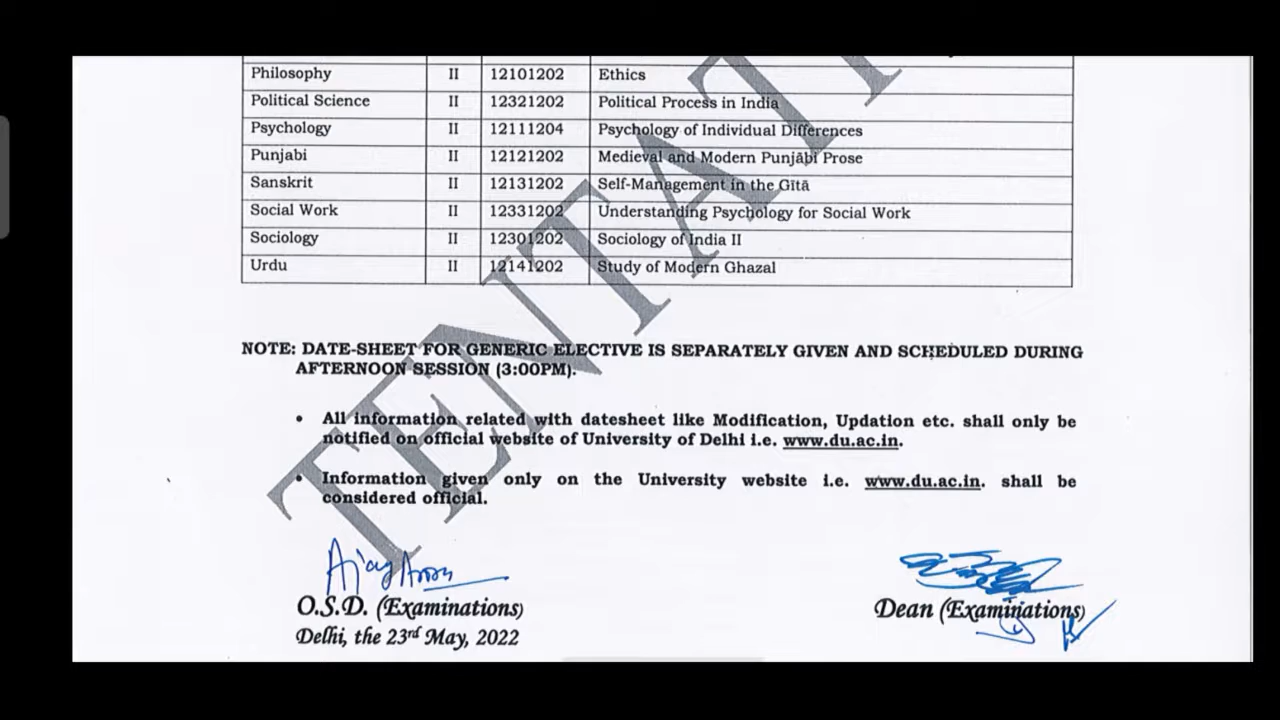 Philosophy II 12101202 Ethics
Political Science II 12321202 Political Process in India
Psychology II 12111204 Psychology of Individual Differences
Punjabi II 12121202 Medieval and Modern Punjābi Prose
Sanskrit II 12131202 Self-Management in the Gītā
Social Work II 12331202 Understanding Psychology for Social Work
Sociology II 12301202 Sociology of India II
Urdu II 12141202 Study of Modern Ghazal
NOTE: DATE-SHEET FOR GENERIC ELECTIVE IS SEPARATELY GIVEN AND SCHEDULED DURING
AFTERNOON SESSION (3:00PM).
• All information related with datesheet like Modification, Updation etc. shall only be
notified on official website of University of Delhi i.e. www.du.ac.in.
• Information given only on the University website i.e. www.du.ac.in. shall be
considered official.
TENTAT
O.S.D. (Examinations)
Delhi, the 23rd May, 2022
Dean (Examinations)